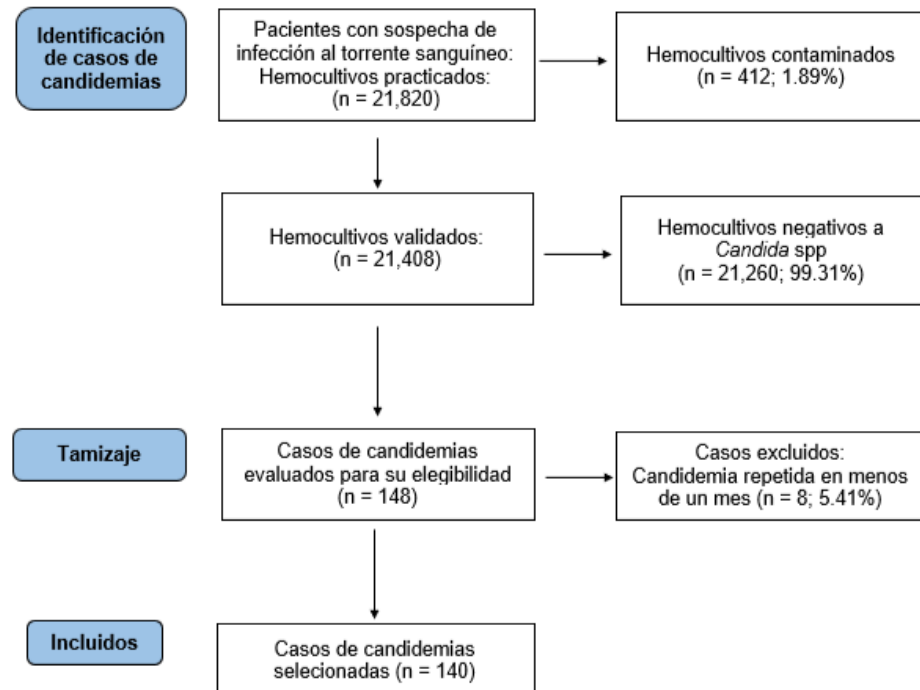 Identificación
de casos de
candidemias
Pacientes con sospecha de
infección al torrente sanguíneo:
Hemocultivos practicados:
(n = 21,820)
Hemocultivos contaminados
(n = 412; 1.89%)
Hemocultivos validados:
(n = 21,408)
Hemocultivos negativos a
Candida spp
(n = 21,260; 99.31%)
Tamizaje
Casos de candidemias
evaluados para su elegibilidad
(n = 148)
Casos excluidos:
Candidemia repetida en menos
de un mes (n = 8; 5.41%)
Incluidos
Casos de candidemias
selecionadas (n = 140)